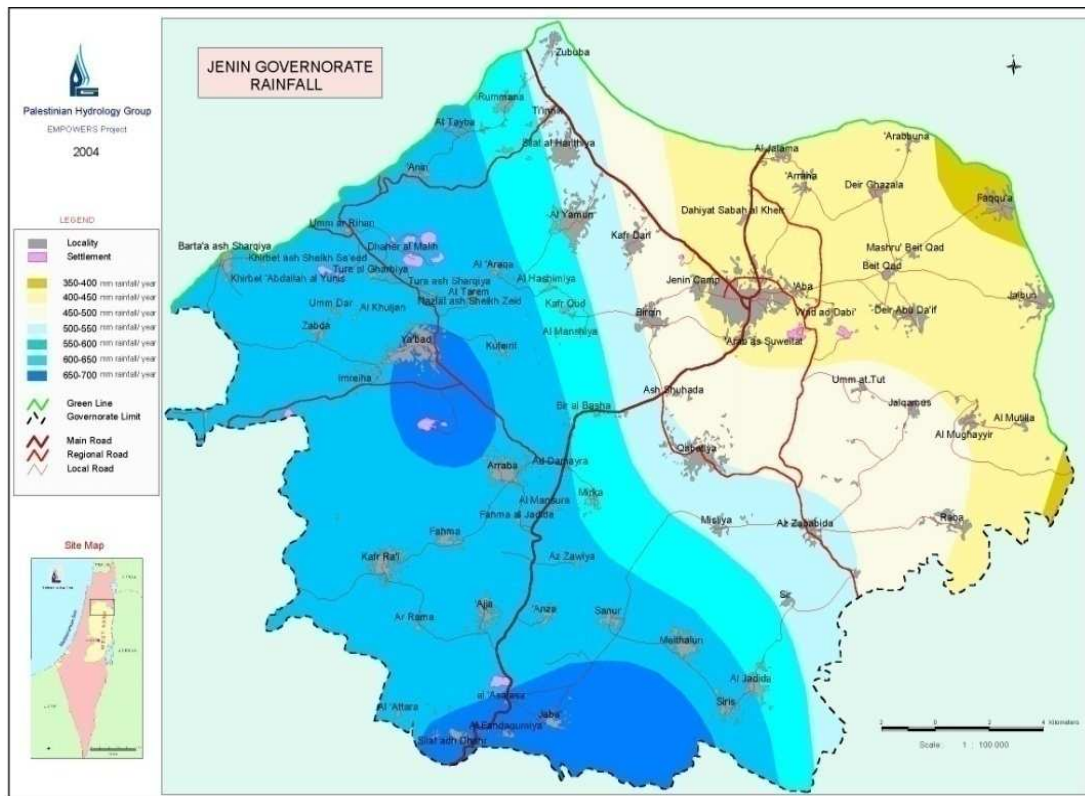 Palestinian Hydrology Group
EMPOWERS Project
2004
JENIN GOVERNORATE
RAINFALL
LEGEND
Locality
Settlement
350-400 mm rainfall/ year
400-450 mm rainfall/ year
450-500 mm rainfall/ year
500-550 mm rainfall/ year
550-600 mm rainfall/ year
600-650 mm rainfall/ year
650-700 mm rainfall/ year
Green Line
Governorate Limit
Main Road
Regional Road
Local Road
Site Map
WEST BANK
Zububa
Rummana
Ti'innik
Al Tayba
Silat al Harithiya
'Anin
Al Jalama
'Arabbuna
'Arrana
Deir Ghazala
Faqqu'a
Dahiyat Sabah al Kheir
Al Yamun
Umm ar Rihan
Kafr Dan
Mashru' Beit Qad
Barta'a ash Sharqiya
Dhaher al Malih
Khirbet ash Sheikh Sa'eed
Al 'Araqa
Beit Qad
Ture al Gharbiya
Khirbet 'Abdallah al Yunis
Ture ash Sharqiya
Al Hashimiya
Jenin Camp
'Aba
Al Tarem
Nazlat ash Sheikh Zeid
Jalbun
Umm Dar
Al Khuljan
Kafr Qud
Birqin
Wad ad Dabi'
Deir Abu Da'if
Zabda
Al Manshiya
Ya'bad
Kufeirit
'Arab as Suweitat
Imreiha
Ash Shuhada
Umm at Tut
Jalqamus
Bir al Basha
Al Mutilla
Al Mughayyir
Qabatiya
Arraba
Ad Damayra
Mirka
Al Mansura
Fahma al Jadida
Misliya
Az Zababida
Raba
Fahma
Kafr Ra'i
Az Zawiya
Sir
'Ajja
'Anza
Sanur
Ar Rama
Meithalun
Al Jadida
al 'Asa'asa
Siris
Al 'Attara
Jaba'
Al Fandaqumiya
Silat adh Dhahr
2 0 2 4 Kilometers
Scale : 1 : 100 000